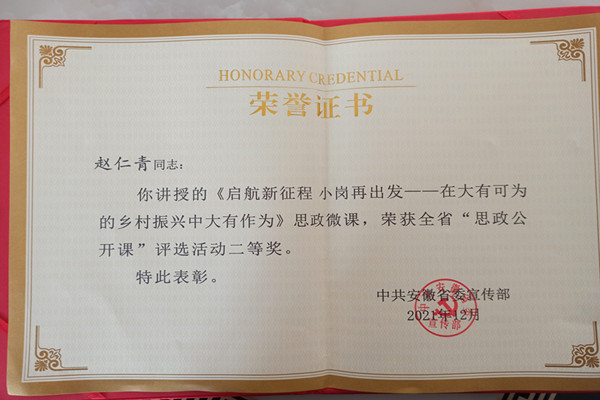 HONORARY CREDENTIAL
荣誉证书
赵仁青同志：
你讲授的《启航新征程 小岗再出发——在大有可为
的乡村振兴中大有作为》思政微课，荣获全省“思政公
开课”评选活动二等奖。
特此表彰。
中共安徽省委宣传部
2021年12月
宣传部